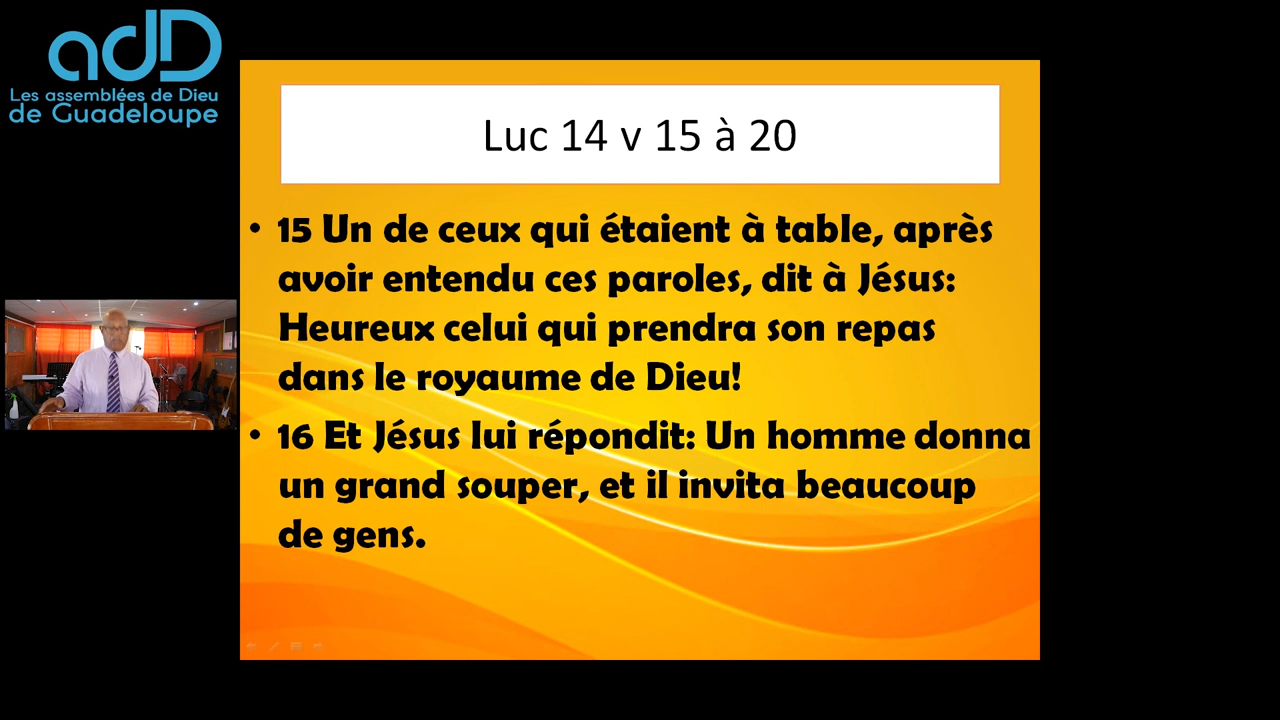 adD
Les assemblées de Dieu
de Guadeloupe
Luc 14 v 15 à 20
• 15 Un de ceux qui étaient à table, après
avoir entendu ces paroles, dit à Jésus:
Heureux celui qui prendra son repas
dans le royaume de Dieu!
• 16 Et Jésus lui répondit: Un homme donna
un grand souper, et il invita beaucoup
de gens.